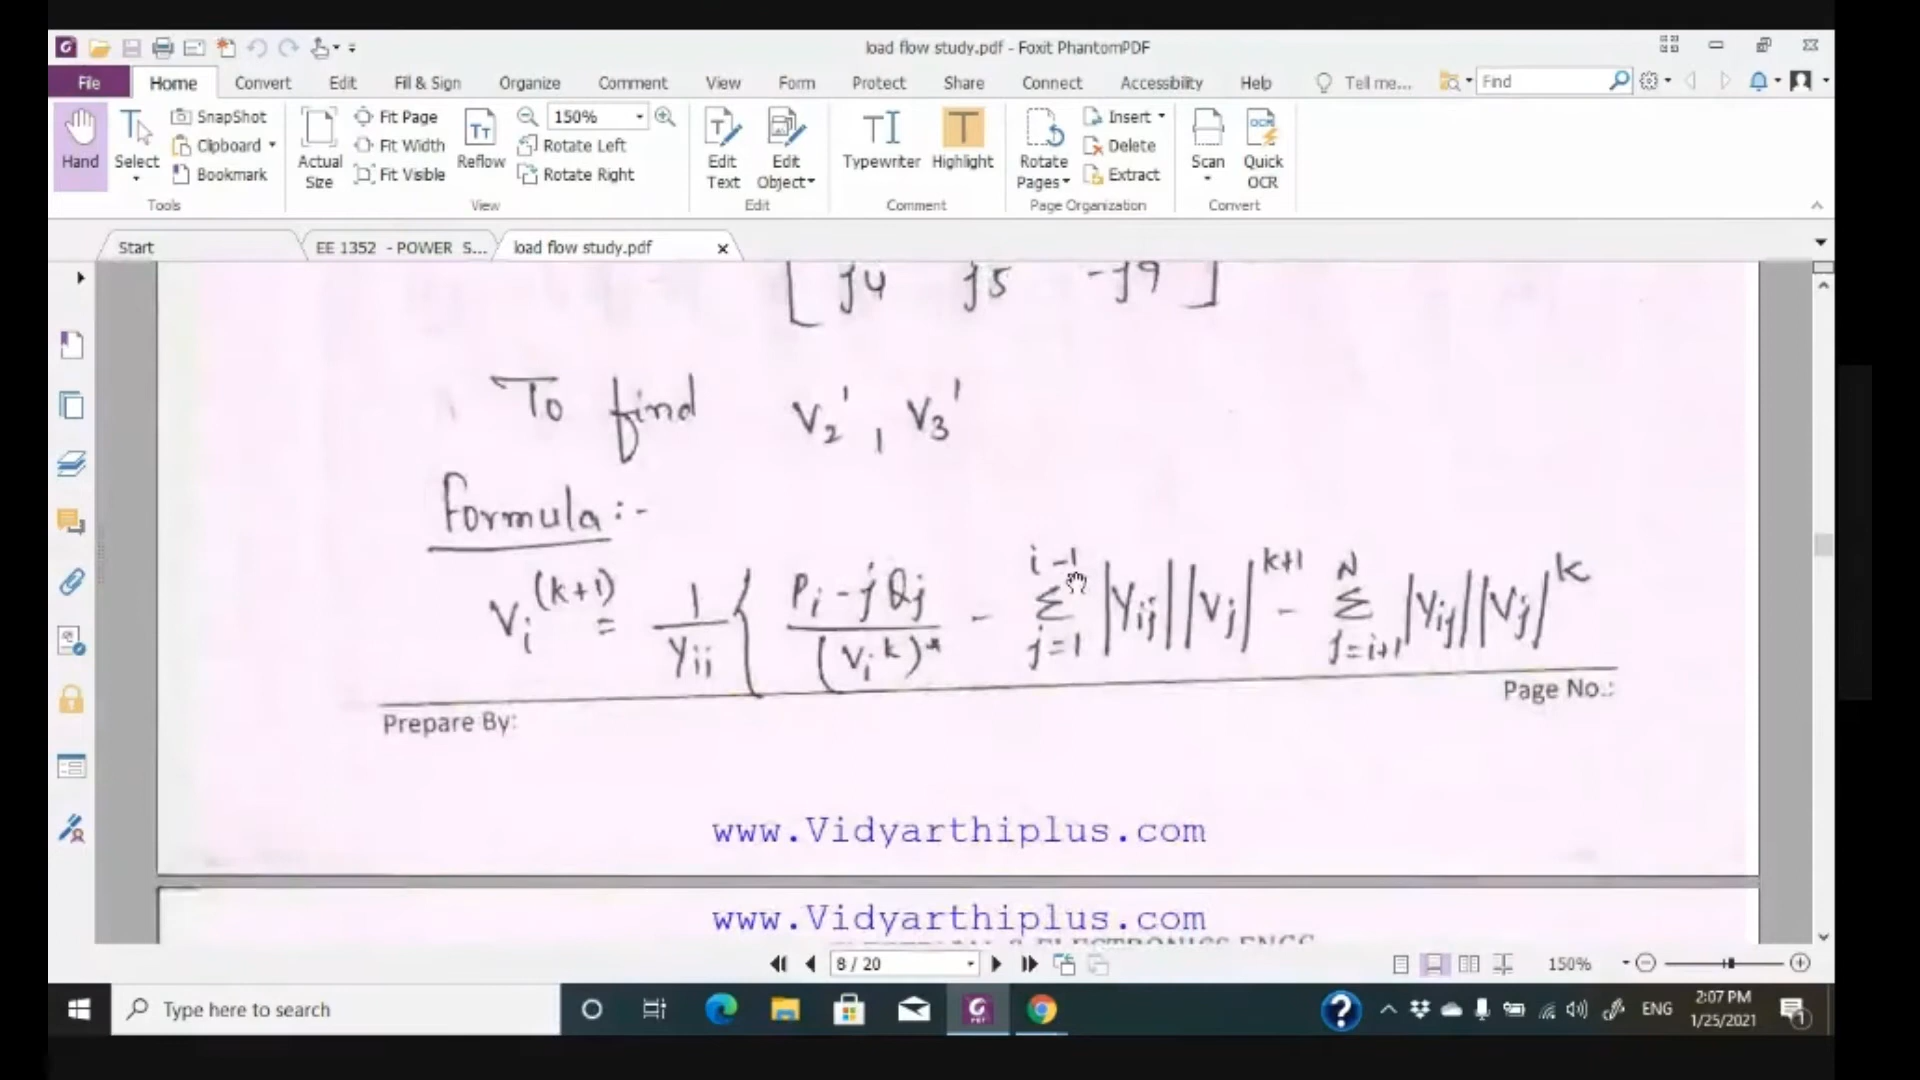 load flow study.pdf - Foxit PhantomPDF
File Home Convert Edit Fill & Sign Organize Comment View Form Protect Share Connect Accessibility Help Tell me... Find
Hand Select SnapShot Clipboard Bookmark
Actual Size Fit Page Fit Width Fit Visible Reflow 150% Rotate Left Rotate Right
Edit Text Edit Object Typewriter Highlight Rotate Pages Insert Delete Extract Scan Quick OCR
Tools View Edit Comment Page Organization Convert
Start EE 1352 - POWER S... load flow study.pdf
j4 j5 -j9
To find V₂', V₃'
Formula :-
Vᵢ^(k+1) = 1/Yii { Pi - jQj / (Vi^k)* - Σ_{j=1}^{i-1} |Yij| |Vj|^{k+1} - Σ_{j=i+1}^{N} |Yij| |Vj|^k
Prepare By: Page No.:
www.Vidyarthiplus.com
www.Vidyarthiplus.com
8 / 20 150%
Type here to search ENG 2:07 PM
1/25/2021